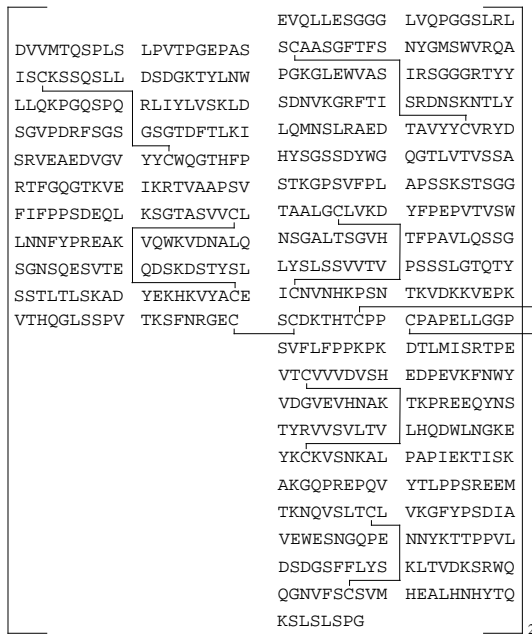 EVQLLESGGG LVQPGGSLRL
DVVMTQSPLS LPVTPGEPAS SCAASGFTFS NYGMSWVRQA
ISCKSSQSLL DSDGKTYLNW PGKGLEWVAS IRSGGGRTYY
LLQKPGQSPQ RLIYLVSKLD SDNVKGRFTI SRDNSKNTLY
SGVPDRFSGS GSGTDFTLKI LQMNSLRAED TAVYYCVRYD
SRVEAEDVGV YYCWQGTHFP HYSGSSDYWG QGTLVTVSSA
RTFGQGTKVE IKRTVAAPSV STKGPSVFPL APSSKSTSGG
FIFPPSDEQL KSGTASVVCL TAALGCLVKD YFPEPVTVSW
LNNFYPREAK VQWKVDNALQ NSGALTSGVH TFPAVLQSSG
SGNSQESVTE QDSKDSTYSL LYSLSSVVTV PSSSLGTQTY
SSTLTLSKAD YEKHKVYACE ICNVNHKPSN TKVDKKVEPK
VTHQGLSSPV TKSFNRGEC SCDKTHTCPP CPAPELLGGP
SVFLFPPKPK DTLMISRTPE
VTCVVVDVSH EDPEVKFNWY
VDGVEVHNAK TKPREEQYNS
TYRVVSVLTV LHQDWLNGKE
YKCKVSNKAL PAPIEKTISK
AKGQPREPQV YTLPPSREEM
TKNQVSLTCL VKGFYPSDIA
VEWESNGQPE NNYKTTPPVL
DSDGSFFLYS KLTVDKSRWQ
QGNVFSCSVM HEALHNHYTQ
KSLSLSPG
2